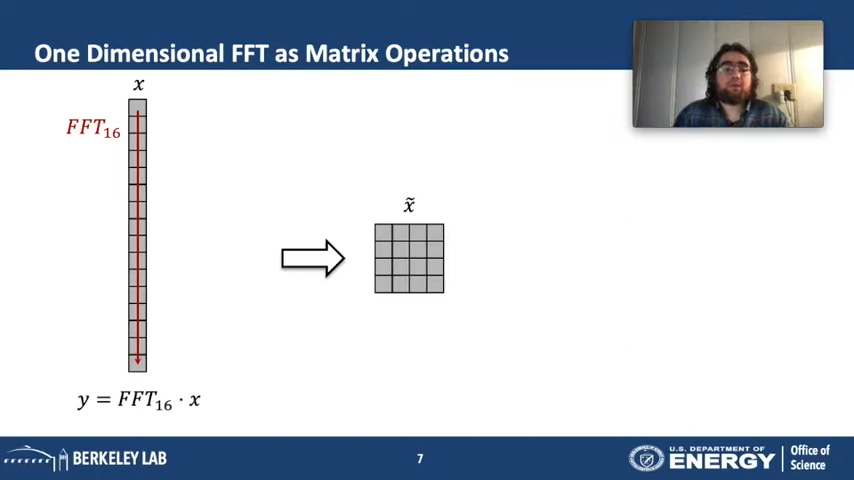 One Dimensional FFT as Matrix Operations
x
FFT₁₆
x̃
y = FFT₁₆ · x
BERKELEY LAB
7
U.S. DEPARTMENT OF
ENERGY
Office of
Science